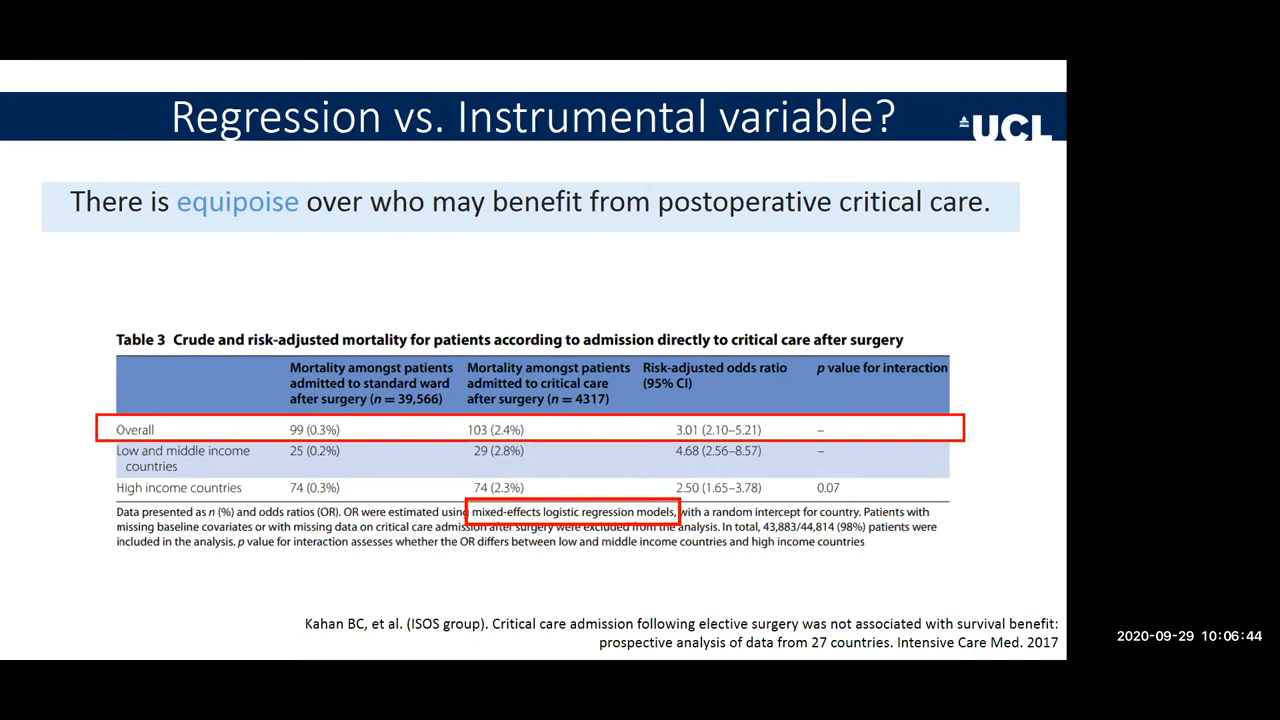 Regression vs. Instrumental variable?
UCL
There is equipoise over who may benefit from postoperative critical care.
Table 3 Crude and risk-adjusted mortality for patients according to admission directly to critical care after surgery
Mortality amongst patients admitted to standard ward after surgery (n = 39,566) Mortality amongst patients admitted to critical care after surgery (n = 4317) Risk-adjusted odds ratio (95% CI) p value for interaction
Overall 99 (0.3%) 103 (2.4%) 3.01 (2.10–5.21) –
Low and middle income countries 25 (0.2%) 29 (2.8%) 4.68 (2.56–8.57) –
High income countries 74 (0.3%) 74 (2.3%) 2.50 (1.65–3.78) 0.07
Data presented as n (%) and odds ratios (OR). OR were estimated using mixed-effects logistic regression models, with a random intercept for country. Patients with
missing baseline covariates or with missing data on critical care admission after surgery were excluded from the analysis. In total, 43,883/44,814 (98%) patients were
included in the analysis. p value for interaction assesses whether the OR differs between low and middle income countries and high income countries
Kahan BC, et al. (ISOS group). Critical care admission following elective surgery was not associated with survival benefit:
prospective analysis of data from 27 countries. Intensive Care Med. 2017
2020-09-29 10:06:44